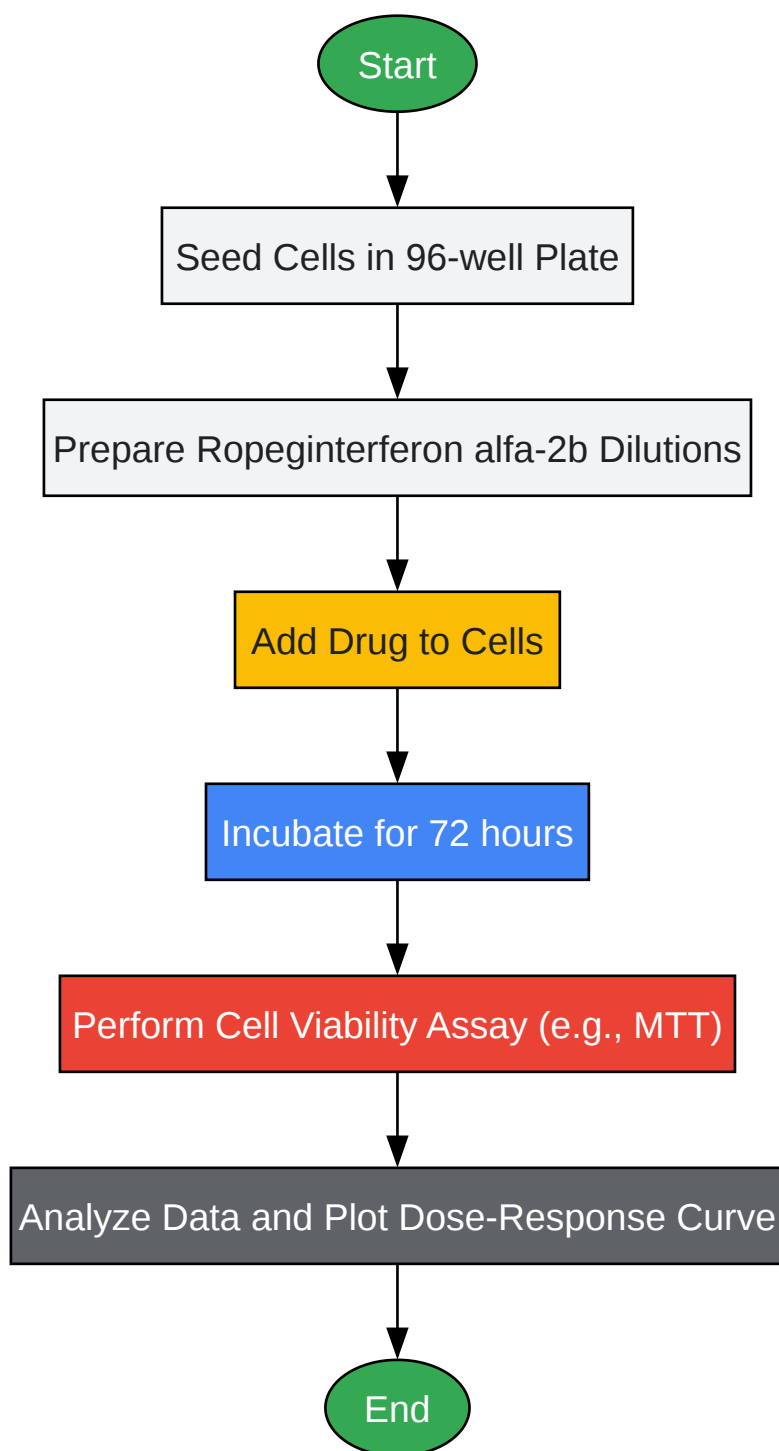 Start
Seed Cells in 96-well Plate
Prepare Ropeginterferon alfa-2b Dilutions
Add Drug to Cells
Incubate for 72 hours
Perform Cell Viability Assay (e.g., MTT)
Analyze Data and Plot Dose-Response Curve
End